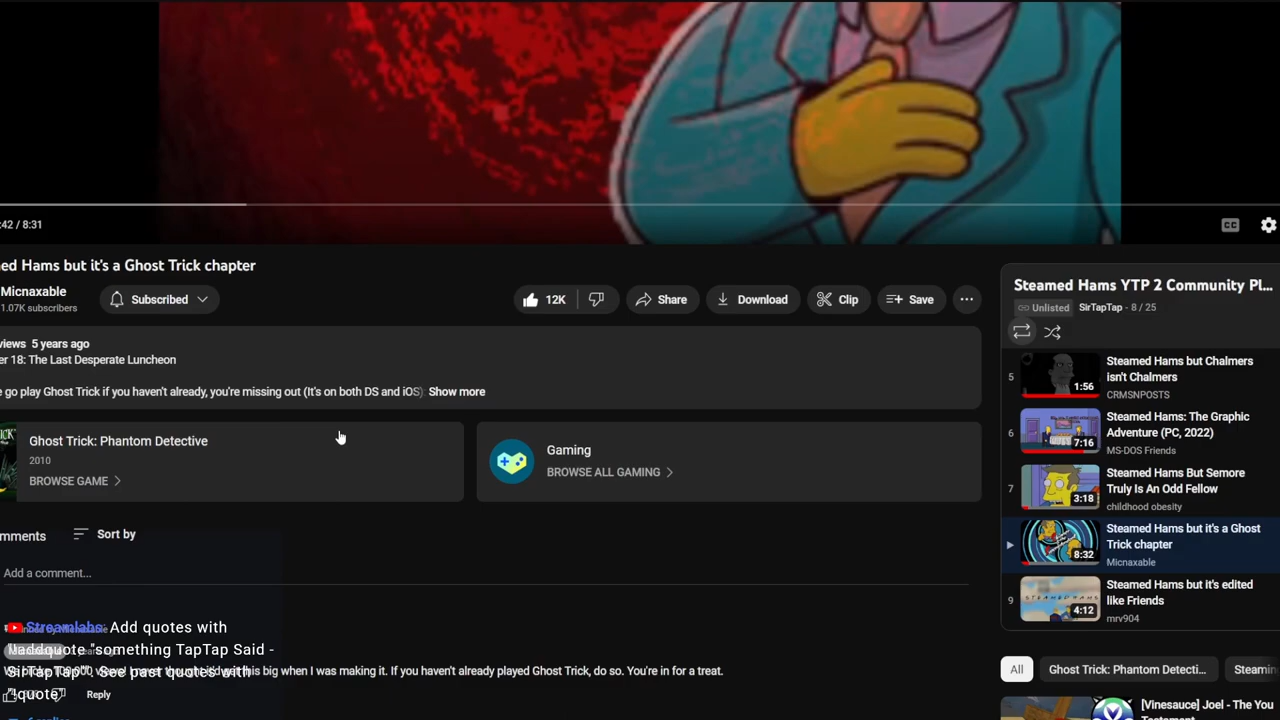 :42 / 8:31
ed Hams but it's a Ghost Trick chapter
Micnaxable
1.07K subscribers
Subscribed
12K
Share
Download
Clip
Save
views 5 years ago
er 18: The Last Desperate Luncheon
e go play Ghost Trick if you haven't already, you're missing out (It's on both DS and iOS)
Show more
Ghost Trick: Phantom Detective
2010
BROWSE GAME
Gaming
BROWSE ALL GAMING
mments
Sort by
Add a comment...
Streamlabs: Add quotes with
!addquote "something TapTap Said -
SirTapTap". See past quotes with
!quote
this big when I was making it. If you haven't already played Ghost Trick, do so. You're in for a treat.
Reply
Steamed Hams YTP 2 Community Pl...
Unlisted SirTapTap - 8 / 25
5
1:56
Steamed Hams but Chalmers
isn't Chalmers
CRMSNPOSTS
6
7:16
Steamed Hams: The Graphic
Adventure (PC, 2022)
MS-DOS Friends
7
3:18
Steamed Hams But Semore
Truly Is An Odd Fellow
childhood obesity
8:32
Steamed Hams but it's a Ghost
Trick chapter
Micnaxable
9
4:12
Steamed Hams but it's edited
like Friends
mrv904
All
Ghost Trick: Phantom Detecti...
Steamin
[Vinesauce] Joel - The You